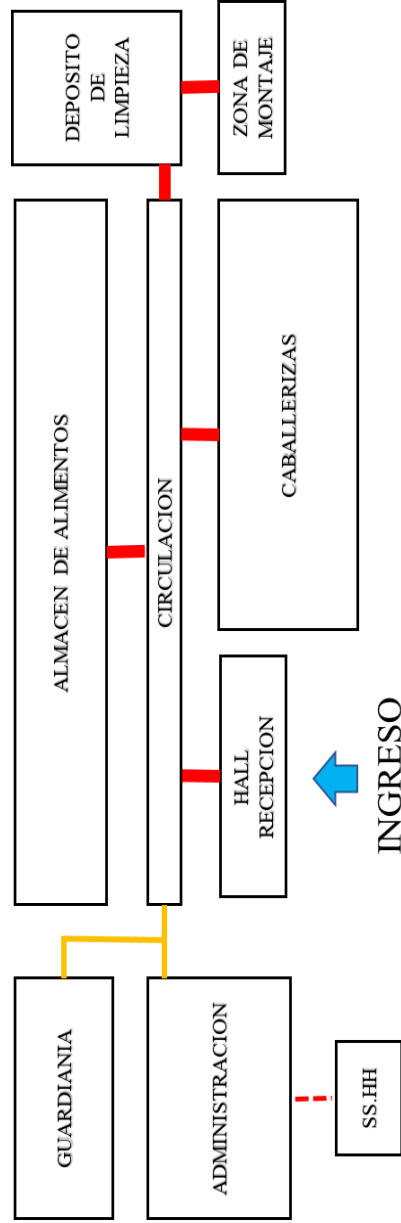 GUARDIANIA
ALMACEN DE ALIMENTOS
DEPOSITO
DE
LIMPIEZA
ADMINISTRACION
CIRCULACION
HALL
RECEPCION
CABALLERIZAS
ZONA DE
MONTAJE
SS.HH
INGRESO